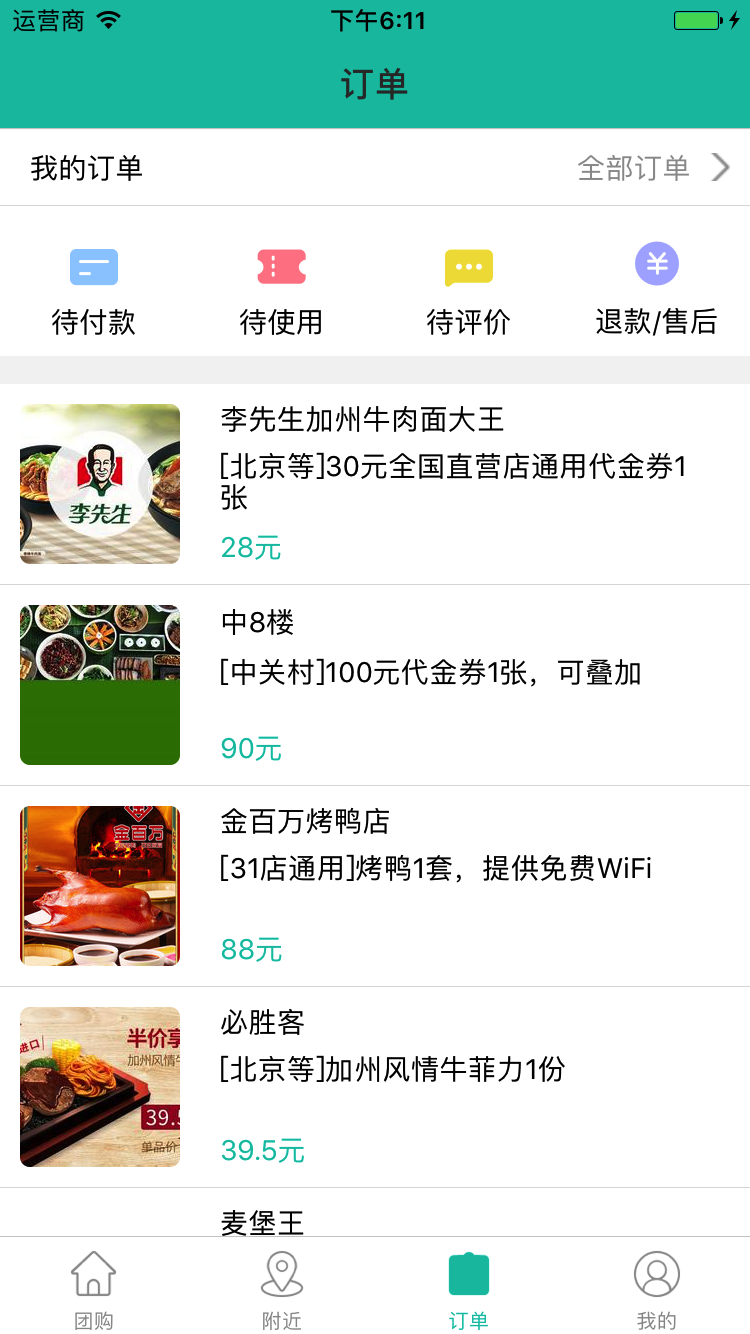 运营商 下午6:11
订单
我的订单 全部订单
待付款 待使用 待评价 退款/售后
李先生
李先生加州牛肉面大王
[北京等]30元全国直营店通用代金券1
张
28元
中8楼
[中关村]100元代金券1张，可叠加
90元
金百万
金百万烤鸭店
[31店通用]烤鸭1套，提供免费WiFi
88元
进口
半价享
加州风情牛
39.5
单品价
必胜客
[北京等]加州风情牛菲力1份
39.5元
麦堡王
团购 附近 订单 我的